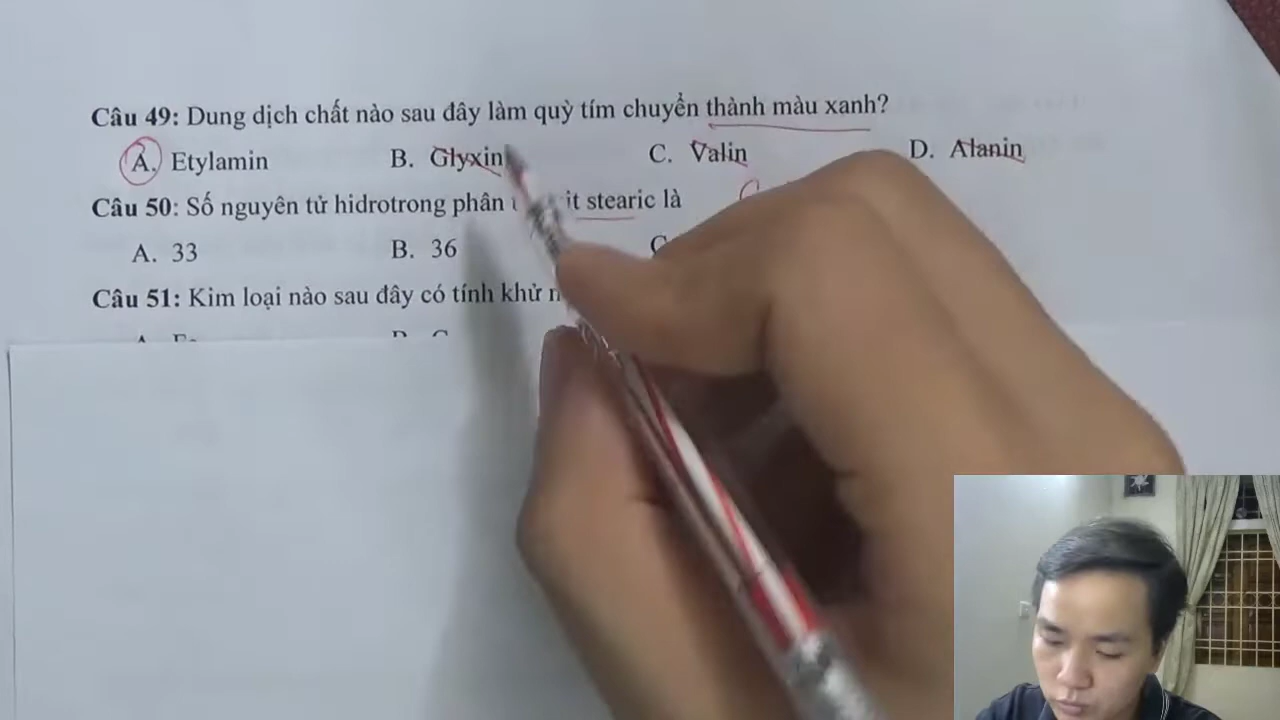 Câu 49: Dung dịch chất nào sau đây làm quỳ tím chuyển thành màu xanh?
A. Etylamin B. Glyxin C. Valin D. Alanin
Câu 50: Số nguyên tử hidrotrong phân it stearic là
A. 33 B. 36 C
Câu 51: Kim loại nào sau đây có tính khử